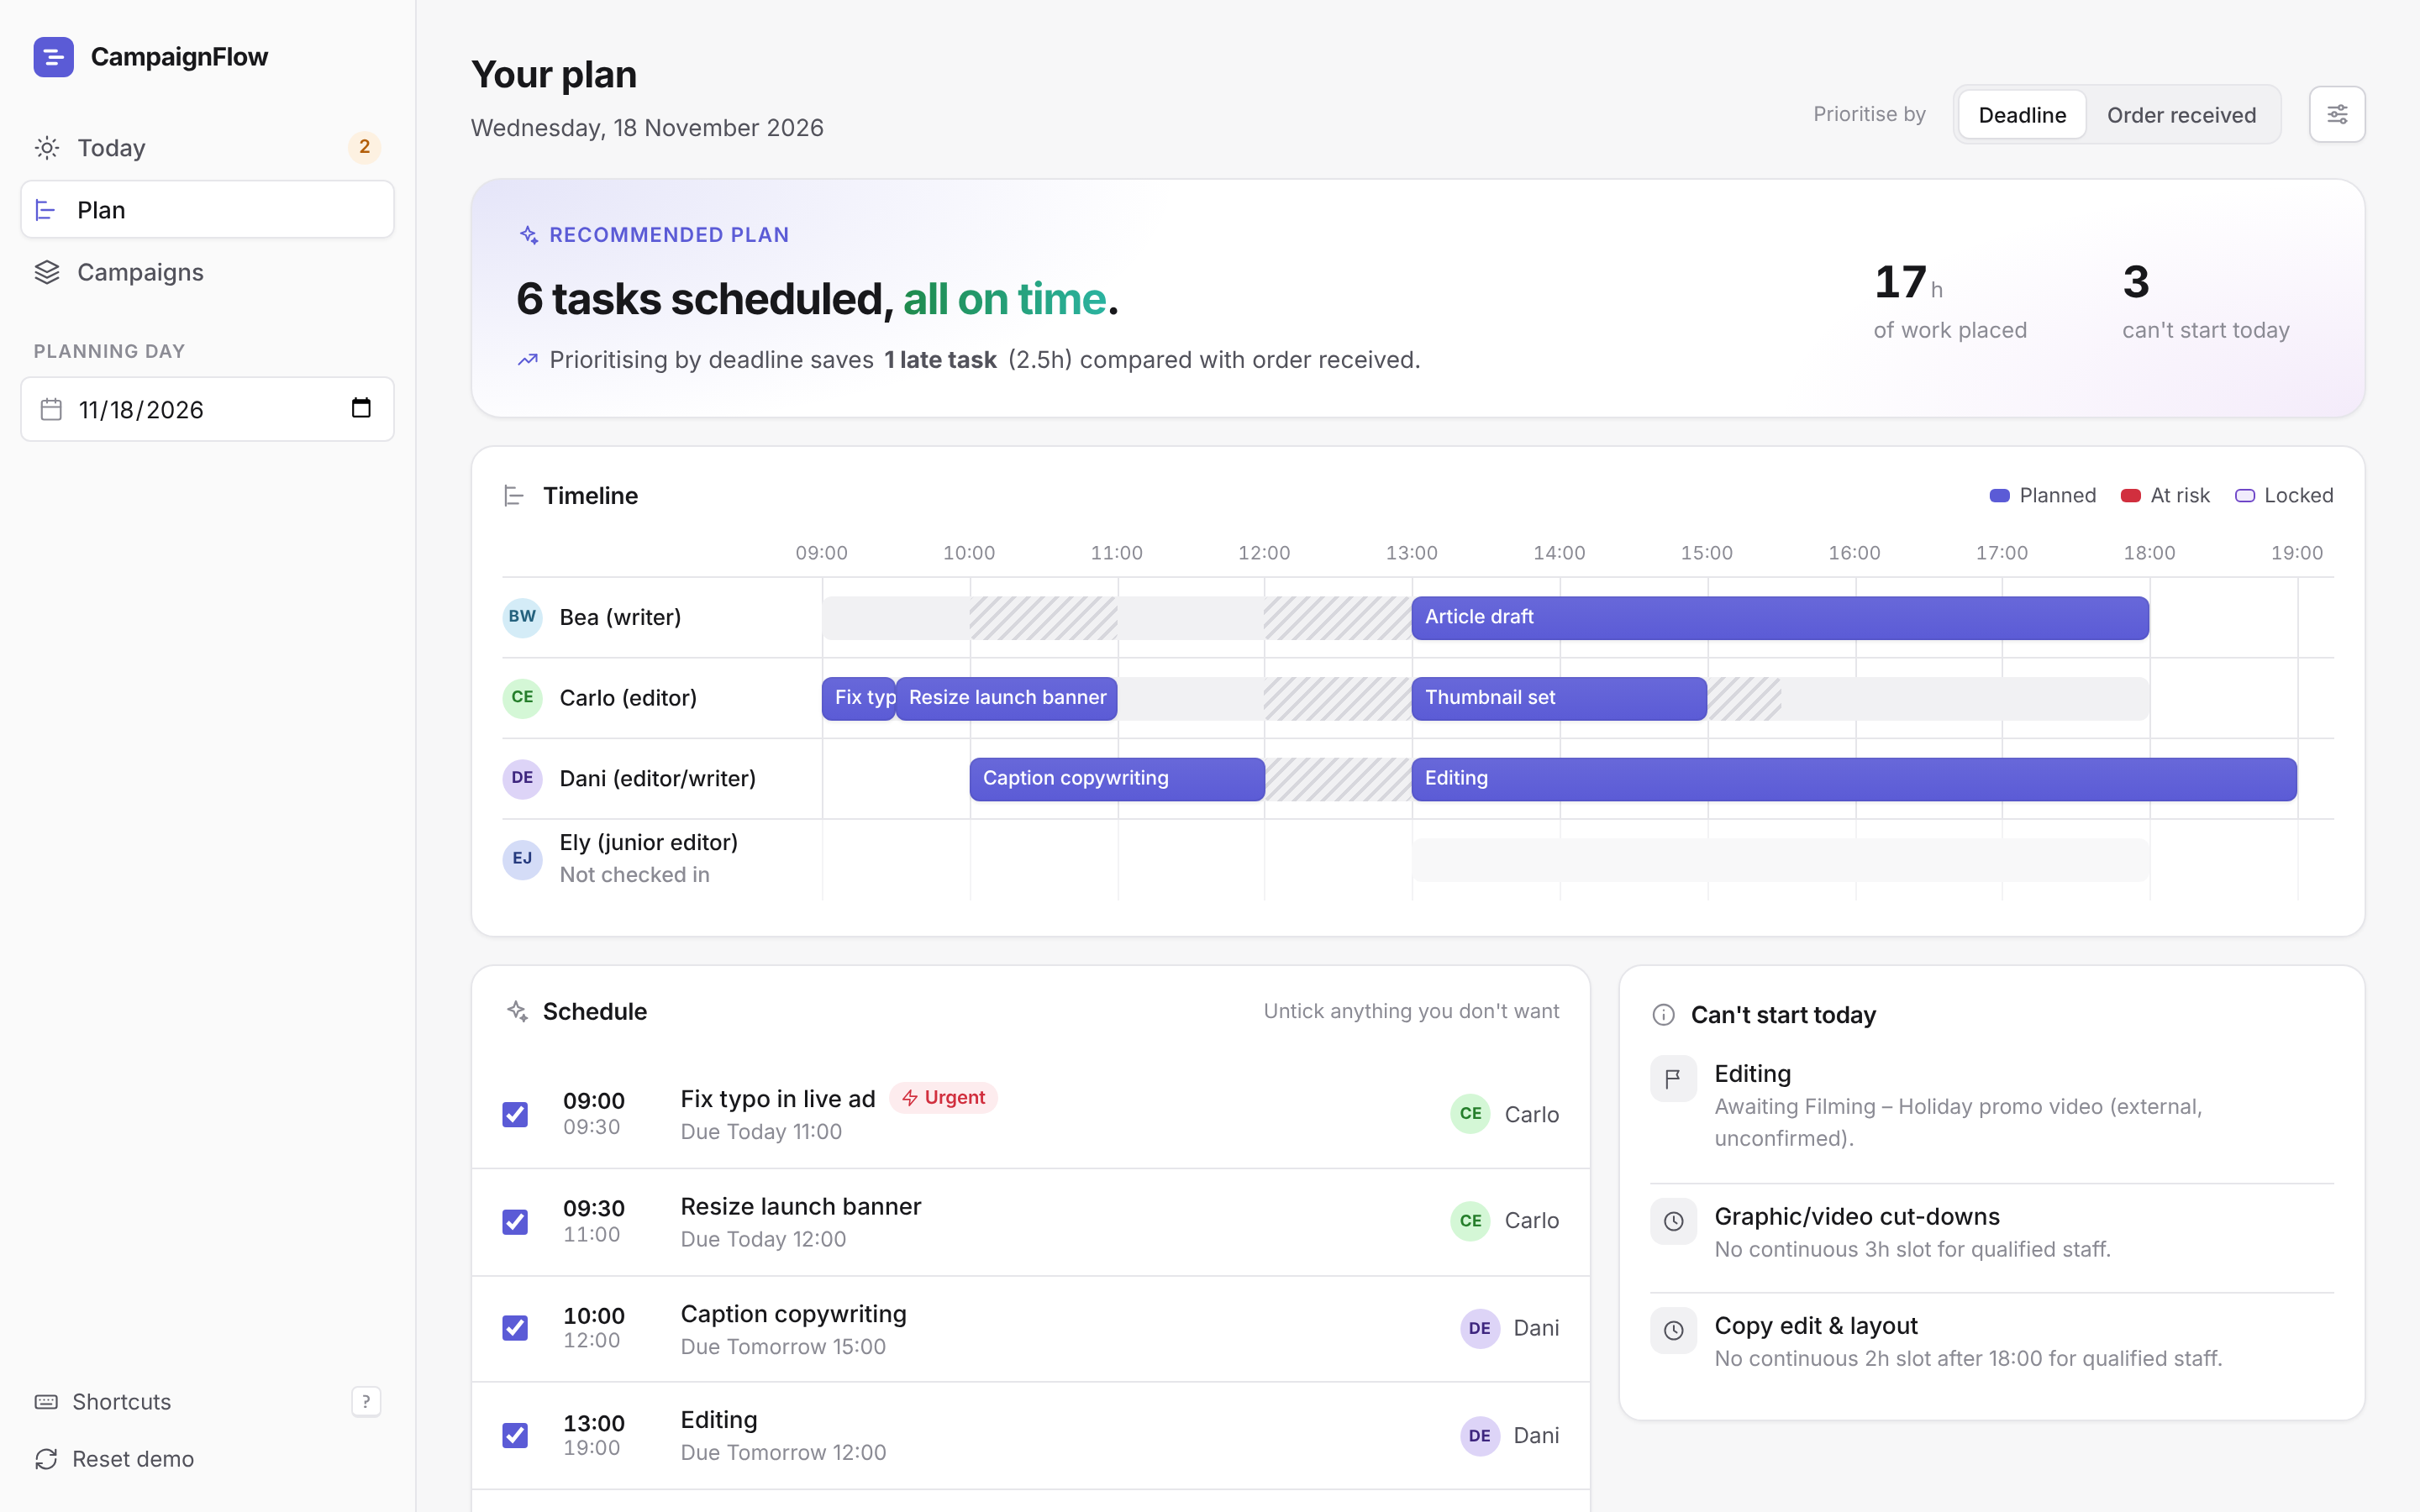 CampaignFlow
Today 2
Plan
Campaigns
PLANNING DAY
11/18/2026
Shortcuts ?
Reset demo
Your plan
Wednesday, 18 November 2026
Prioritise by Deadline Order received
RECOMMENDED PLAN
6 tasks scheduled, all on time.
Prioritising by deadline saves 1 late task (2.5h) compared with order received.
17 h
of work placed
3
can't start today
Timeline
Planned At risk Locked
09:00 10:00 11:00 12:00 13:00 14:00 15:00 16:00 17:00 18:00 19:00
BW Bea (writer) Article draft
CE Carlo (editor) Fix typ Resize launch banner Thumbnail set
DE Dani (editor/writer) Caption copywriting Editing
EJ Ely (junior editor)
Not checked in
Schedule Untick anything you don't want
09:00 Fix typo in live ad Urgent CE Carlo
09:30 Due Today 11:00
09:30 Resize launch banner CE Carlo
11:00 Due Today 12:00
10:00 Caption copywriting DE Dani
12:00 Due Tomorrow 15:00
13:00 Editing DE Dani
19:00 Due Tomorrow 12:00
Can't start today
Editing
Awaiting Filming – Holiday promo video (external,
unconfirmed).
Graphic/video cut-downs
No continuous 3h slot for qualified staff.
Copy edit & layout
No continuous 2h slot after 18:00 for qualified staff.